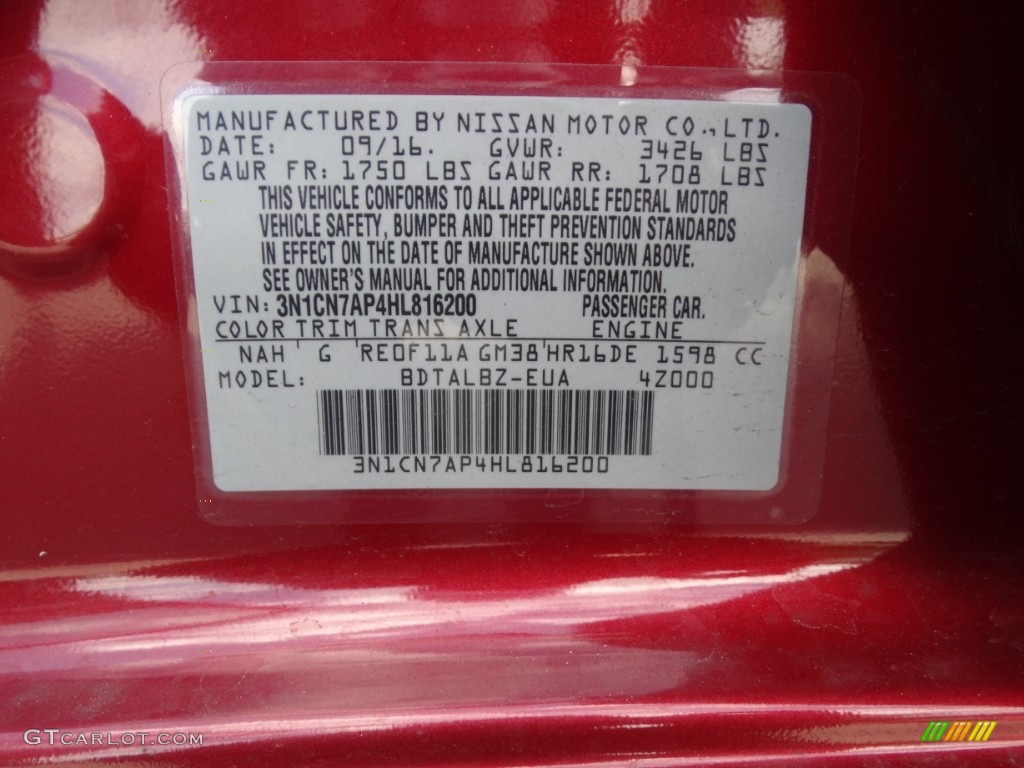 MANUFACTURED BY NISSAN MOTOR CO., LTD.
DATE: 09/16. GVWR: 3426 LBS
GAWR FR: 1750 LBS GAWR RR: 1708 LBS
THIS VEHICLE CONFORMS TO ALL APPLICABLE FEDERAL MOTOR
VEHICLE SAFETY, BUMPER AND THEFT PREVENTION STANDARDS
IN EFFECT ON THE DATE OF MANUFACTURE SHOWN ABOVE.
SEE OWNER'S MANUAL FOR ADDITIONAL INFORMATION.
VIN: 3N1CN7AP4HL816200 PASSENGER CAR.
COLOR TRIM TRANS AXLE ENGINE
NAH G RE0F11A GM38 HR16DE 1598 CC
MODEL: BDTALBZ-EUA 4Z000
3N1CN7AP4HL816200
GTCARLOT.COM